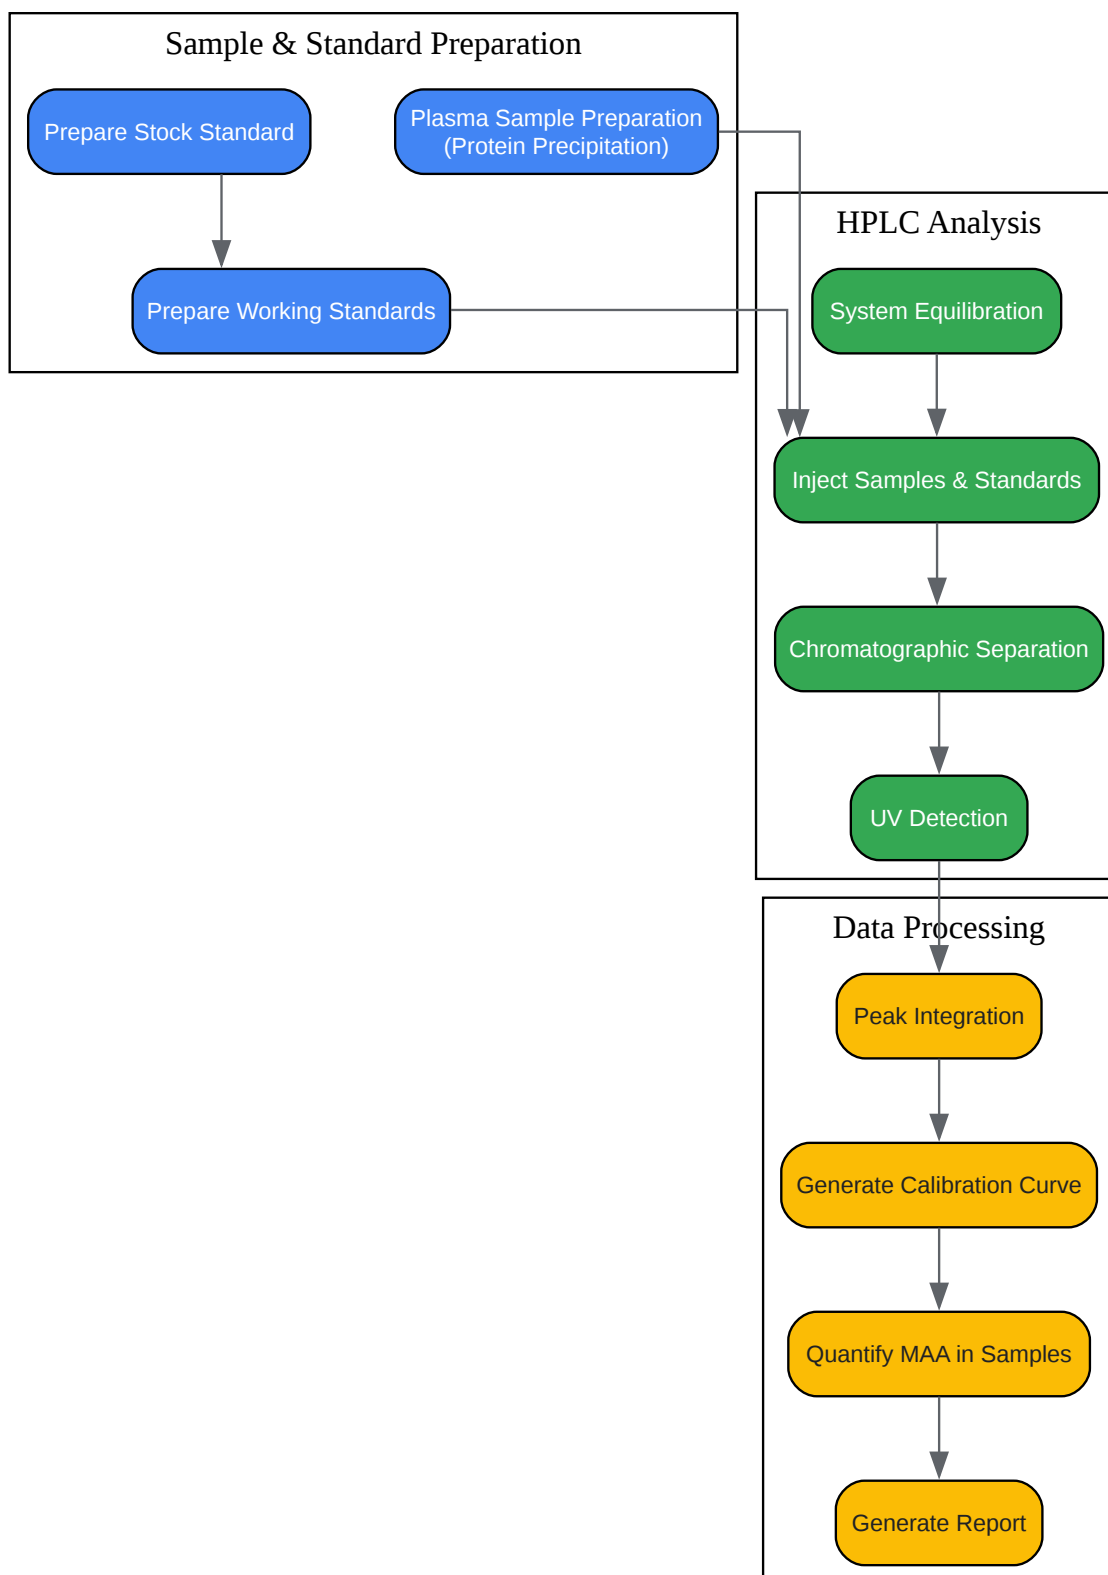 Sample & Standard Preparation
Prepare Stock Standard
Plasma Sample Preparation
(Protein Precipitation)
Prepare Working Standards
HPLC Analysis
System Equilibration
Inject Samples & Standards
Chromatographic Separation
UV Detection
Data Processing
Peak Integration
Generate Calibration Curve
Quantify MAA in Samples
Generate Report